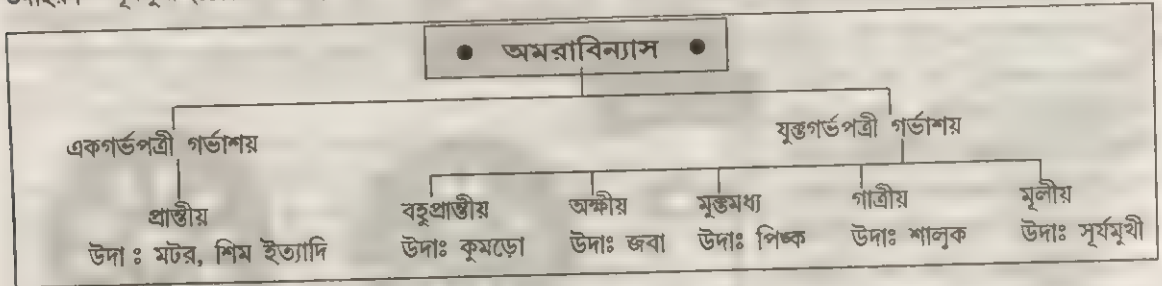 ● অমরাবিন্যাস ●
একগর্ভপত্রী গর্ভাশয়
যুক্তগর্ভপত্রী গর্ভাশয়
প্রান্তীয়
উদা ঃ মটর, শিম ইত্যাদি
বহুপ্রান্তীয়
উদাঃ কুমড়ো
অক্ষীয়
উদাঃ জবা
মুক্তমধ্য
উদাঃ পিঙ্ক
গাত্রীয়
উদাঃ শালুক
মূলীয়
উদাঃ সূর্যমুখী